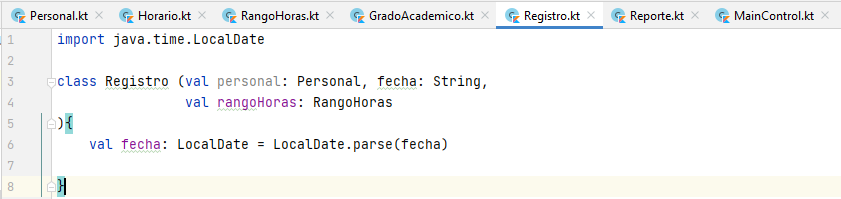 Personal.kt Horario.kt RangoHoras.kt GradoAcademico.kt Registro.kt Reporte.kt MainControl.kt
1 import java.time.LocalDate
2
3 class Registro (val personal: Personal, fecha: String,
4 val rangoHoras: RangoHoras
5 ){
6 val fecha: LocalDate = LocalDate.parse(fecha)
7
8 }